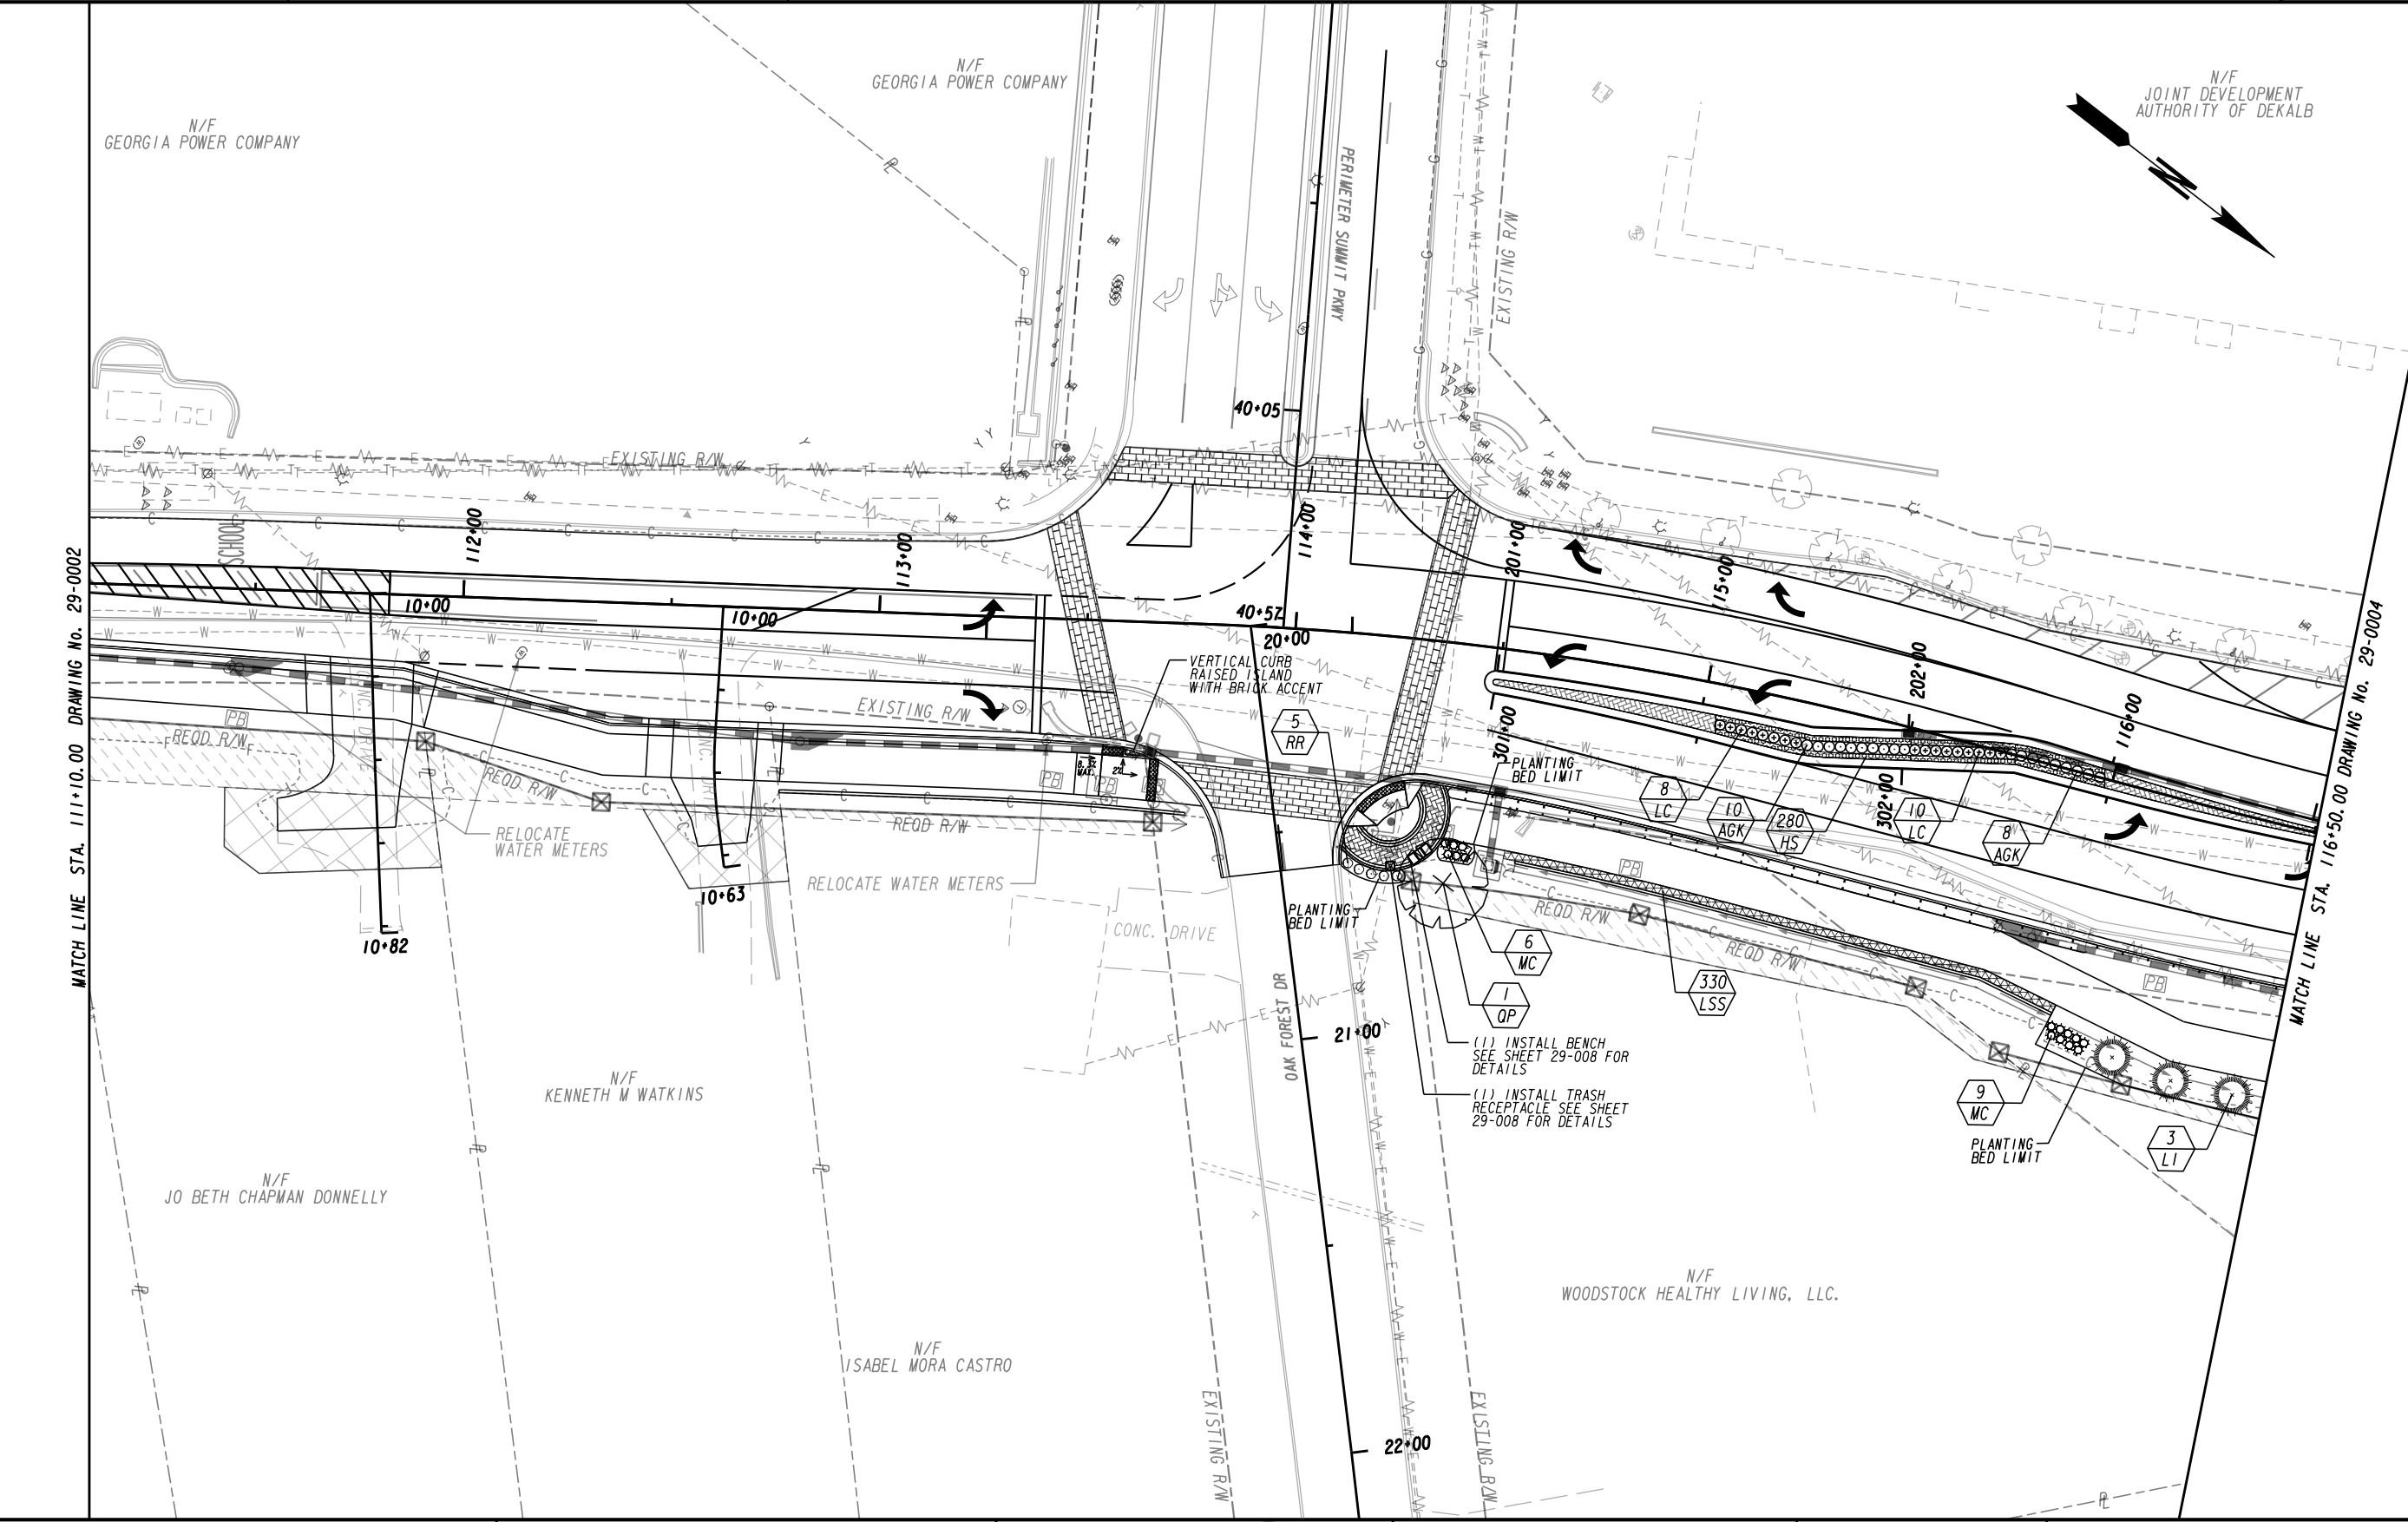 N/F
GEORGIA POWER COMPANY
N/F
GEORGIA POWER COMPANY
N/F
JOINT DEVELOPMENT
AUTHORITY OF DEKALB
N
PERIMETER SUMMIT PKWY
EXISTING R/W
40+05
EXISTING R/W
SCHOOL
112+00
113+00
114+00
201+00
115+00
202+00
116+00
10+00
10+00
40+57
20+00
MATCH LINE STA. 111+10.00 DRAWING No. 29-0002
MATCH LINE STA. 116+50.00 DRAWING No. 29-0004
VERTICAL CURB
RAISED ISLAND
WITH BRICK ACCENT
EXISTING R/W
5
RR
301+00
302+00
PLANTING
BED LIMIT
8
LC
10
AGK
280
HS
10
LC
8
AGK
PB
REQD R/W
CONC. DRIVE
REQD R/W
8.3%
MAX.
2%
PB
PB
REQD R/W
RELOCATE
WATER METERS
RELOCATE WATER METERS
10+63
10+82
CONC. DRIVE
PLANTING
BED LIMIT
PB
REQD R/W
REQD R/W
PB
6
MC
1
QP
330
LSS
OAK FOREST DR
21+00
(1) INSTALL BENCH
SEE SHEET 29-008 FOR
DETAILS
(1) INSTALL TRASH
RECEPTACLE SEE SHEET
29-008 FOR DETAILS
9
MC
PLANTING
BED LIMIT
3
LI
N/F
KENNETH M WATKINS
N/F
JO BETH CHAPMAN DONNELLY
N/F
ISABEL MORA CASTRO
N/F
WOODSTOCK HEALTHY LIVING, LLC.
EXISTING R/W
EXISTING R/W
22+00